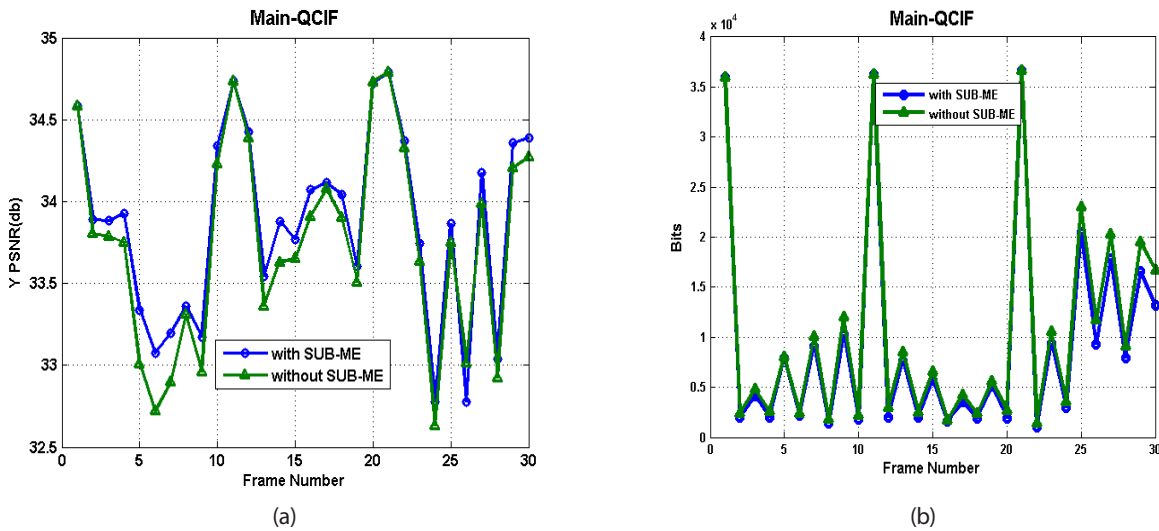 Main-QCIF
35
34.5
34
33.5
33
32.5
Y PSNR(db)
with SUB-ME
without SUB-ME
0 5 10 15 20 25 30
Frame Number
(a)
Main-QCIF
x 10^4
4
3.5
3
2.5
2
1.5
1
0.5
0
Bits
with SUB-ME
without SUB-ME
0 5 10 15 20 25 30
Frame Number
(b)